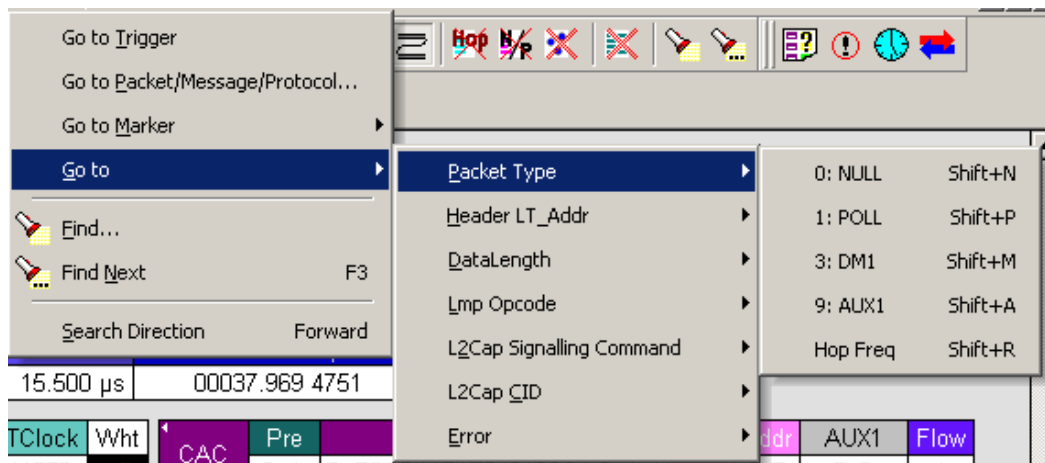 Go to Trigger
Go to Packet/Message/Protocol...
Go to Marker
Go to
Find...
Find Next F3
Search Direction Forward
Hop N/P
Packet Type
Header LT_Addr
DataLength
Lmp Opcode
L2Cap Signalling Command
L2Cap CID
Error
0: NULL Shift+N
1: POLL Shift+P
3: DM1 Shift+M
9: AUX1 Shift+A
Hop Freq Shift+R
15.500 µs 00037.969 4751
TClock Wht CAC Pre ddr AUX1 Flow